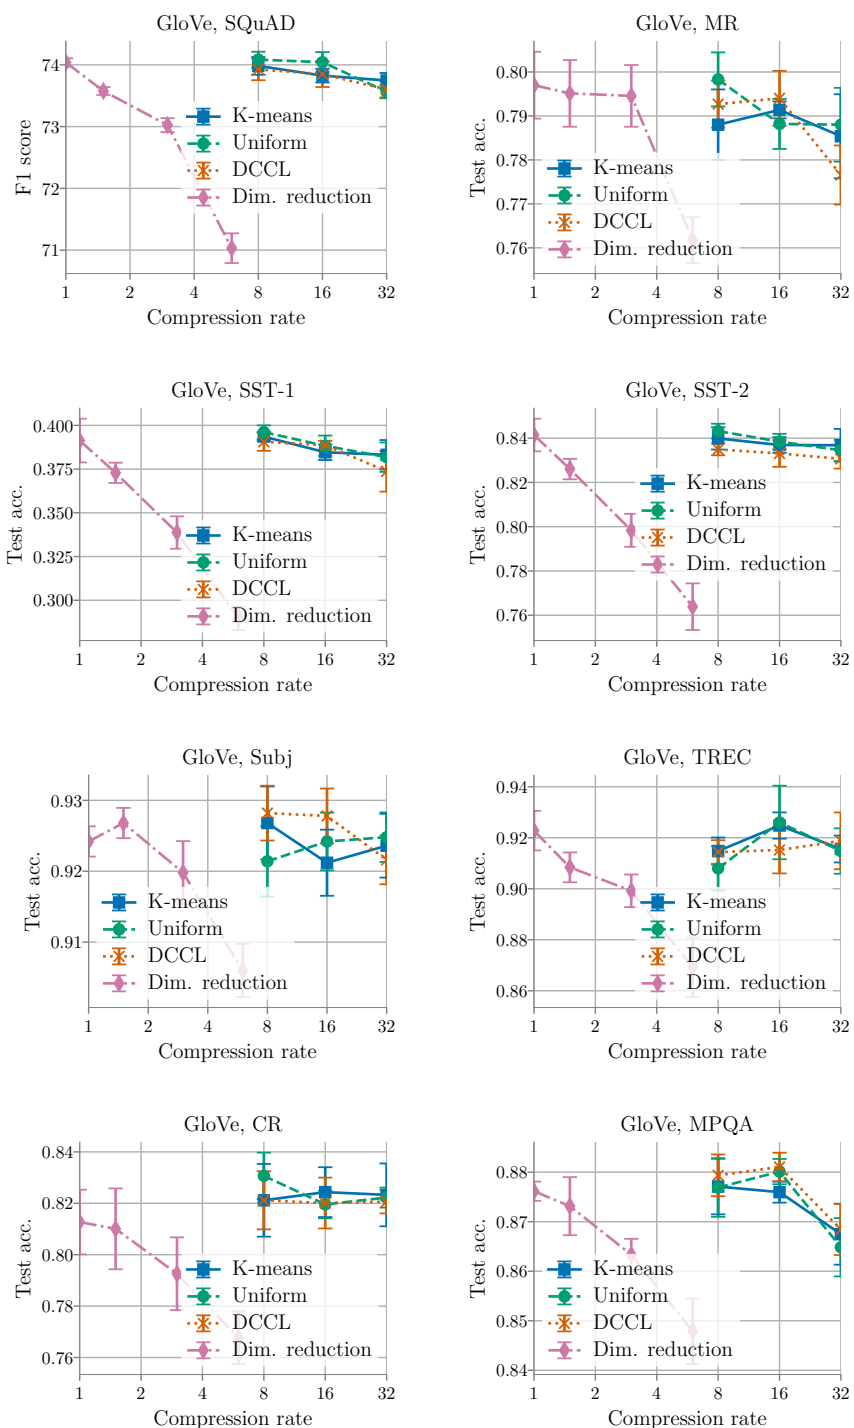 GloVe, SQuAD
F1 score
74
73
72
71
K-means
Uniform
DCCL
Dim. reduction
1 2 4 8 16 32
Compression rate
GloVe, MR
Test acc.
0.80
0.79
0.78
0.77
0.76
K-means
Uniform
DCCL
Dim. reduction
1 2 4 8 16 32
Compression rate
GloVe, SST-1
Test acc.
0.400
0.375
0.350
0.325
0.300
K-means
Uniform
DCCL
Dim. reduction
1 2 4 8 16 32
Compression rate
GloVe, SST-2
Test acc.
0.84
0.82
0.80
0.78
0.76
K-means
Uniform
DCCL
Dim. reduction
1 2 4 8 16 32
Compression rate
GloVe, Subj
Test acc.
0.93
0.92
0.91
K-means
Uniform
DCCL
Dim. reduction
1 2 4 8 16 32
Compression rate
GloVe, TREC
Test acc.
0.94
0.92
0.90
0.88
0.86
K-means
Uniform
DCCL
Dim. reduction
1 2 4 8 16 32
Compression rate
GloVe, CR
Test acc.
0.84
0.82
0.80
0.78
0.76
K-means
Uniform
DCCL
Dim. reduction
1 2 4 8 16 32
Compression rate
GloVe, MPQA
Test acc.
0.88
0.87
0.86
0.85
0.84
K-means
Uniform
DCCL
Dim. reduction
1 2 4 8 16 32
Compression rate